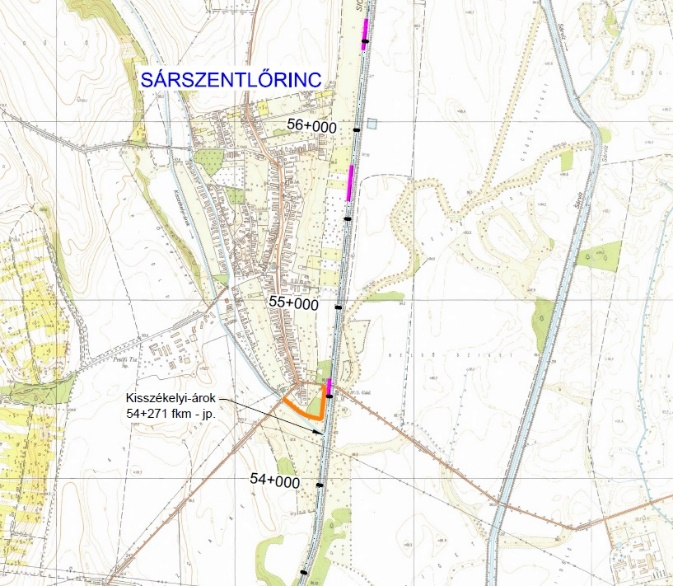 SÁRSZENTLŐRINC
56+000
55+000
Kisszékelyi-árok
54+271 fkm - jp.
54+000